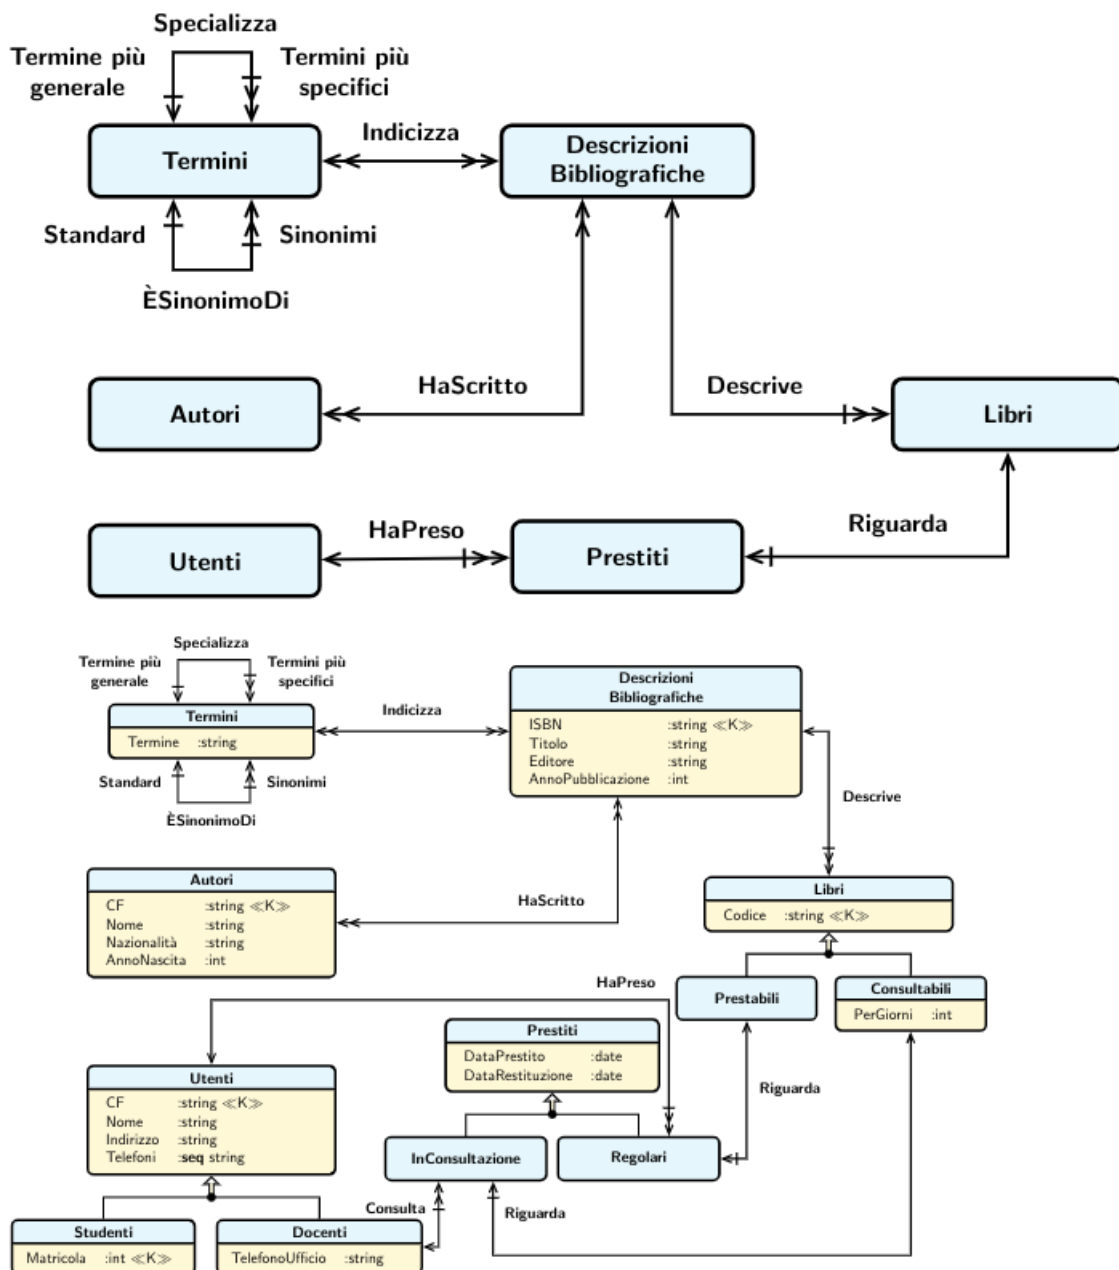 Specializza
Termine più
generale
Termini più
specifici
Termini
Indicizza
Descrizioni
Bibliografiche
Standard
Sinonimi
ÈSinonimoDi
Autori
HaScritto
Descrive
Libri
Utenti
HaPreso
Prestiti
Riguarda
Specializza
Termine più
generale
Termini più
specifici
Termini
Termine :string
Indicizza
Descrizioni
Bibliografiche
ISBN :string ≪K≫
Titolo :string
Editore :string
AnnoPubblicazione :int
Standard
Sinonimi
ÈSinonimoDi
Descrive
Autori
CF :string ≪K≫
Nome :string
Nazionalità :string
AnnoNascita :int
HaScritto
Libri
Codice :string ≪K≫
HaPreso
Prestabili
Consultabili
PerGiorni :int
Prestiti
DataPrestito :date
DataRestituzione :date
Utenti
CF :string ≪K≫
Nome :string
Indirizzo :string
Telefoni :seq string
Riguarda
InConsultazione
Regolari
Consulta
Riguarda
Studenti
Matricola :int ≪K≫
Docenti
TelefonoUfficio :string